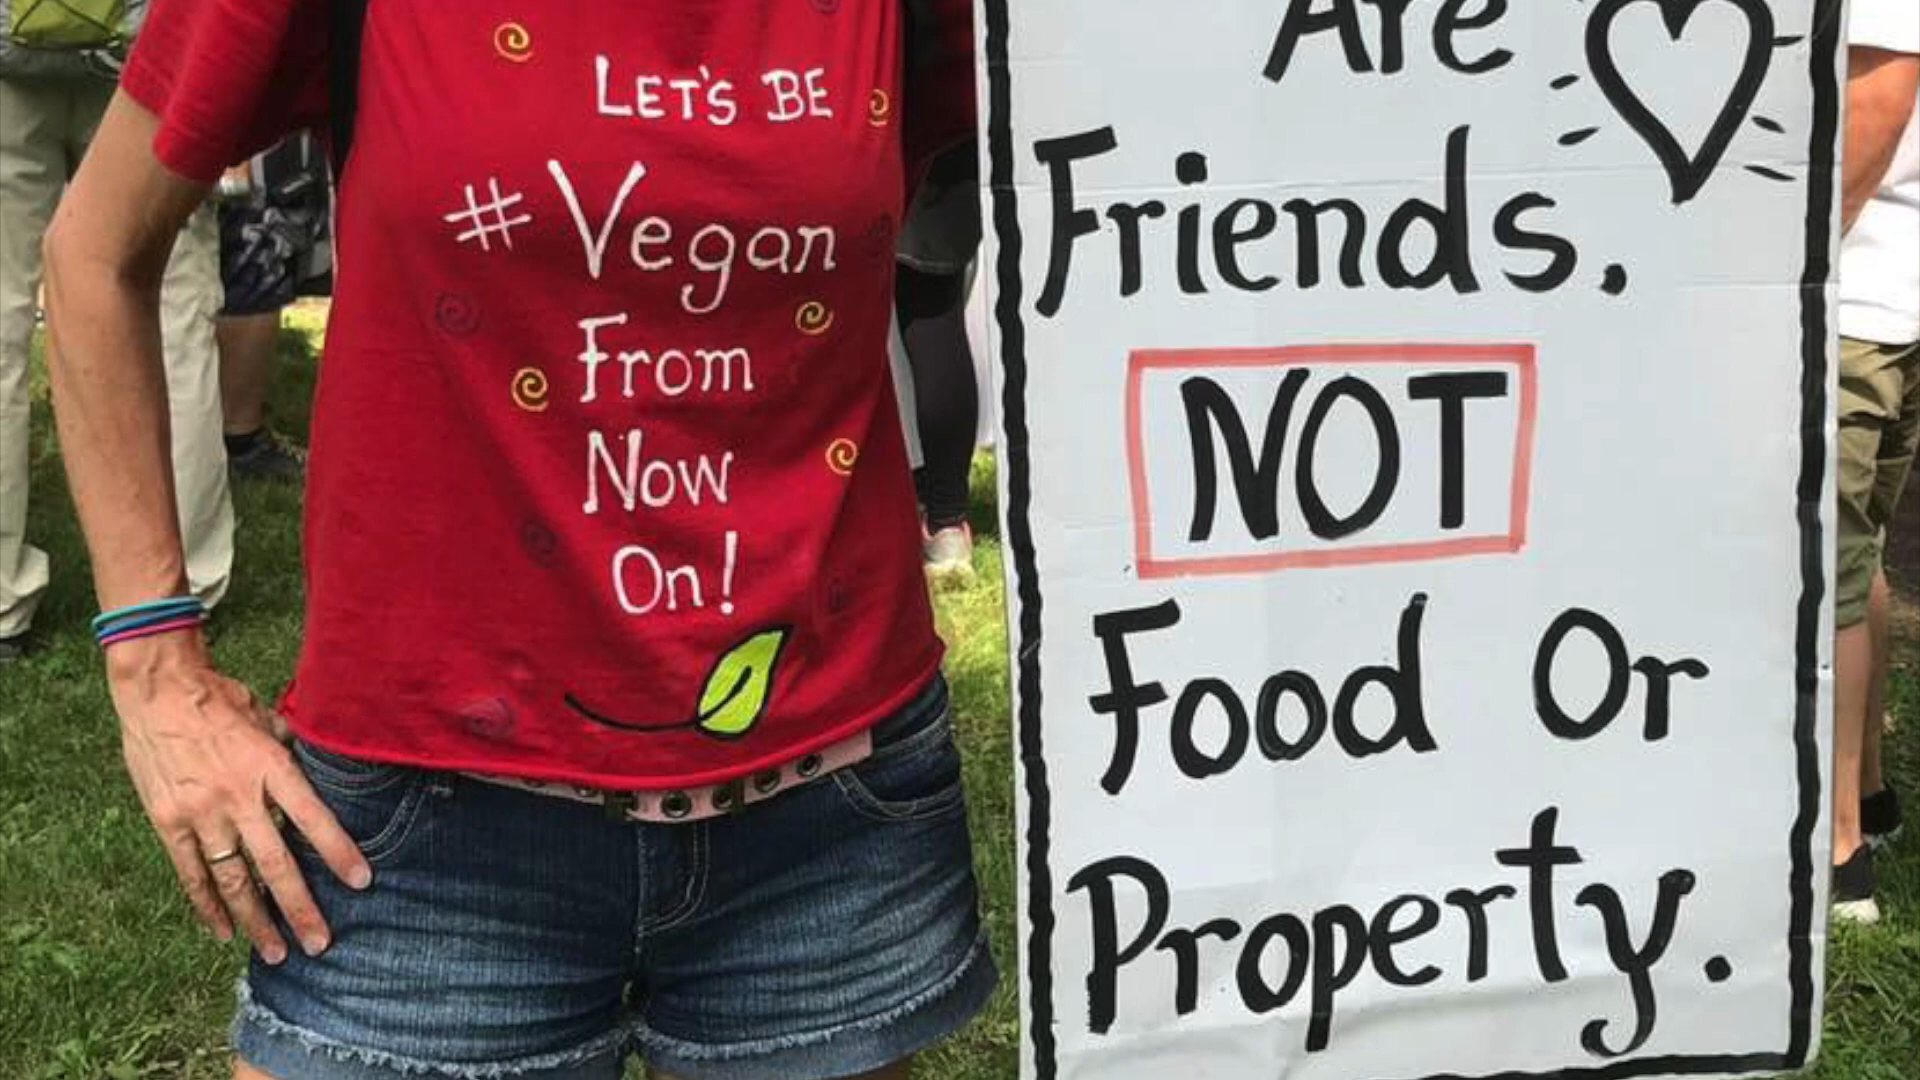 LET'S BE
#Vegan
From
Now
On!
Are
Friends.
NOT
Food Or
Property.